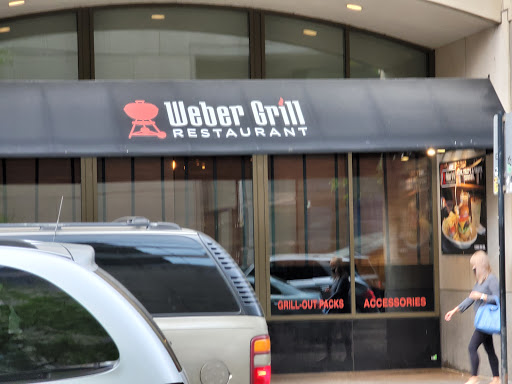 Weber Grill
RESTAURANT
GRILL-OUT PACKS
ACCESSORIES